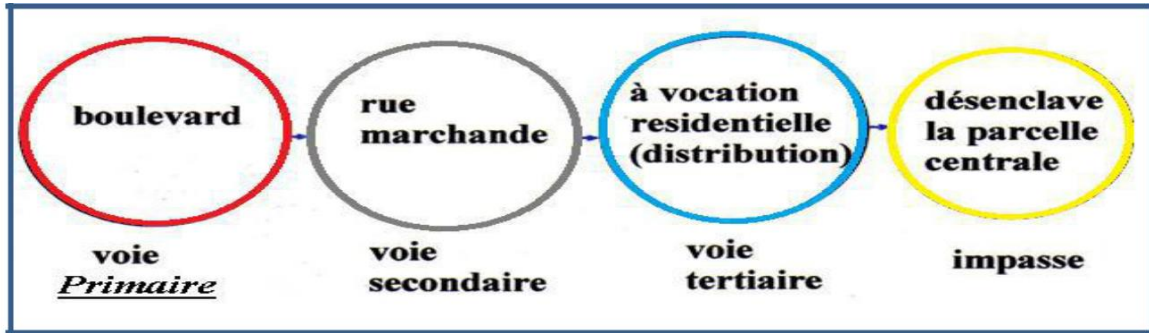 boulevard
rue
marchande
à vocation
residentielle
(distribution)
désenclave
la parcelle
centrale
voie
Primaire
voie
secondaire
voie
tertiaire
impasse